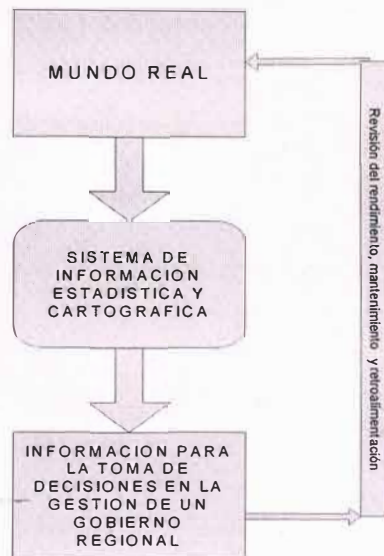 MUNDO REAL
SISTEMA DE
INFORMACION
ESTADISTICA Y
CARTOGRAFICA
INFORMACION PARA
LA TOMA DE
DECISIONES EN LA
GESTION DE UN
GOBIERNO
REGIONAL
Revisión del rendimiento, mantenimiento y retroalimentación